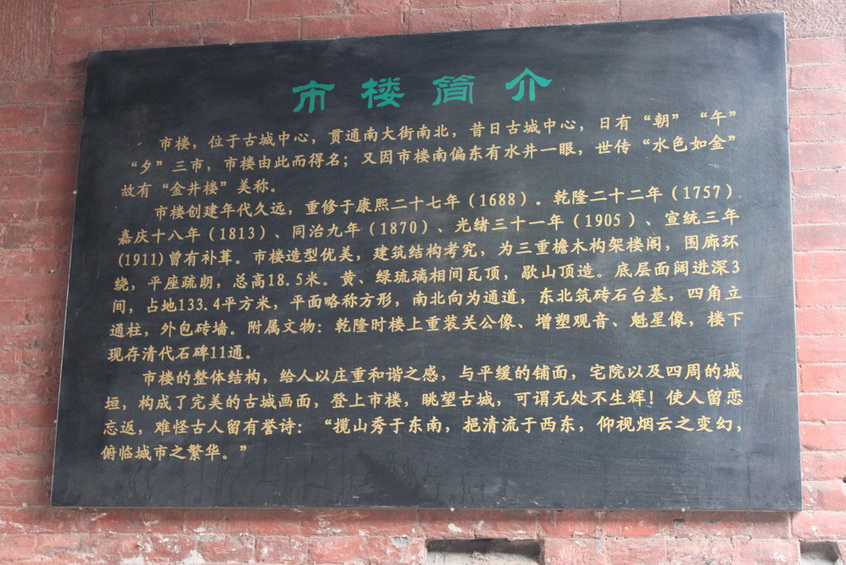 市楼简介
市楼，位于古城中心，贯通南大街南北，昔日古城中心，日有“朝”“午”
“夕”三市，市楼由此而得名；又因市楼南偏东有水井一眼，世传“水色如金”
故有“金井楼”美称。
市楼创建年代久远，重修于康熙二十七年（1688）。乾隆二十二年（1757）
嘉庆十八年（1813）、同治九年（1870）、光绪三十一年（1905）、宣统三年
(1911)曾有补葺。市楼造型优美，建筑结构考究，为三重檐木构架楼阁，围廊环
绕，平座疏朗，总高18.5米。黄、绿琉璃相间瓦顶，歇山顶造。底层面阔进深3
间，占地133.4平方米，平面略称方形，南北向为通道，东北筑砖石台基，四角立
通柱，外包砖墙。附属文物：乾隆时楼上重装关公像、增塑观音、魁星像，楼下
现存清代石碑11通。
市楼的整体结构，给人以庄重和谐之感，与平缓的铺面，宅院以及四周的城
垣，构成了完美的古城画面，登上市楼，眺望古城，可谓无处不生辉！使人留恋
忘返，难怪古人留有誉诗：“揽山秀于东南，挹清流于西东，仰视烟云之变幻，
俯临城市之繁华。”